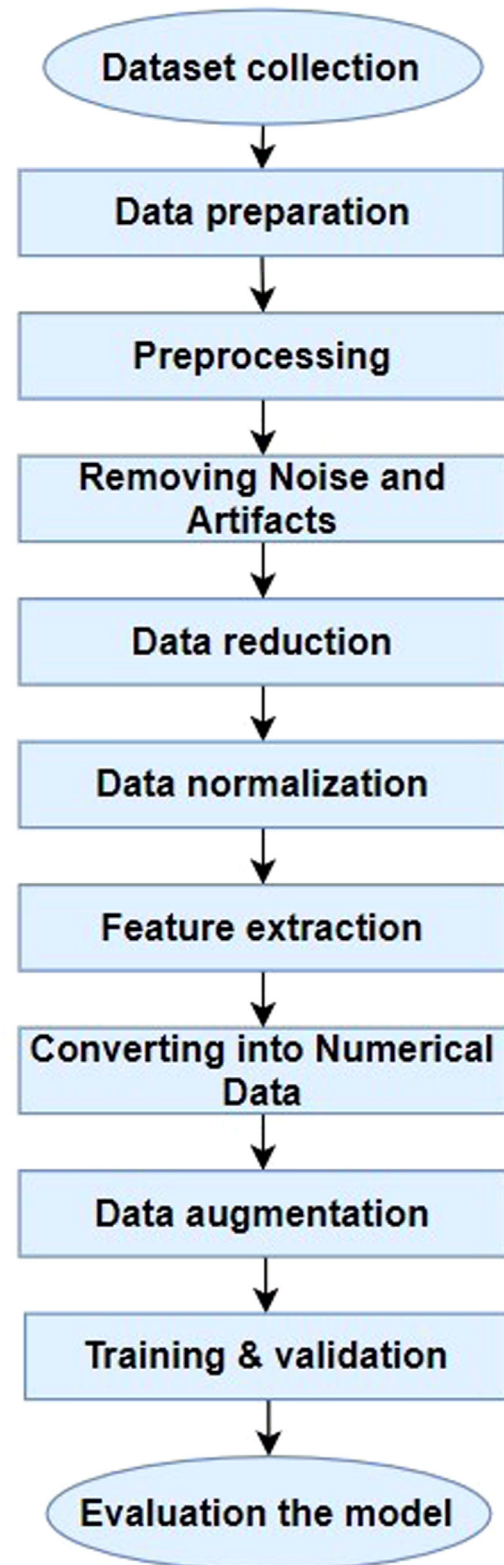 Dataset collection
Data preparation
Preprocessing
Removing Noise and
Artifacts
Data reduction
Data normalization
Feature extraction
Converting into Numerical
Data
Data augmentation
Training & validation
Evaluation the model